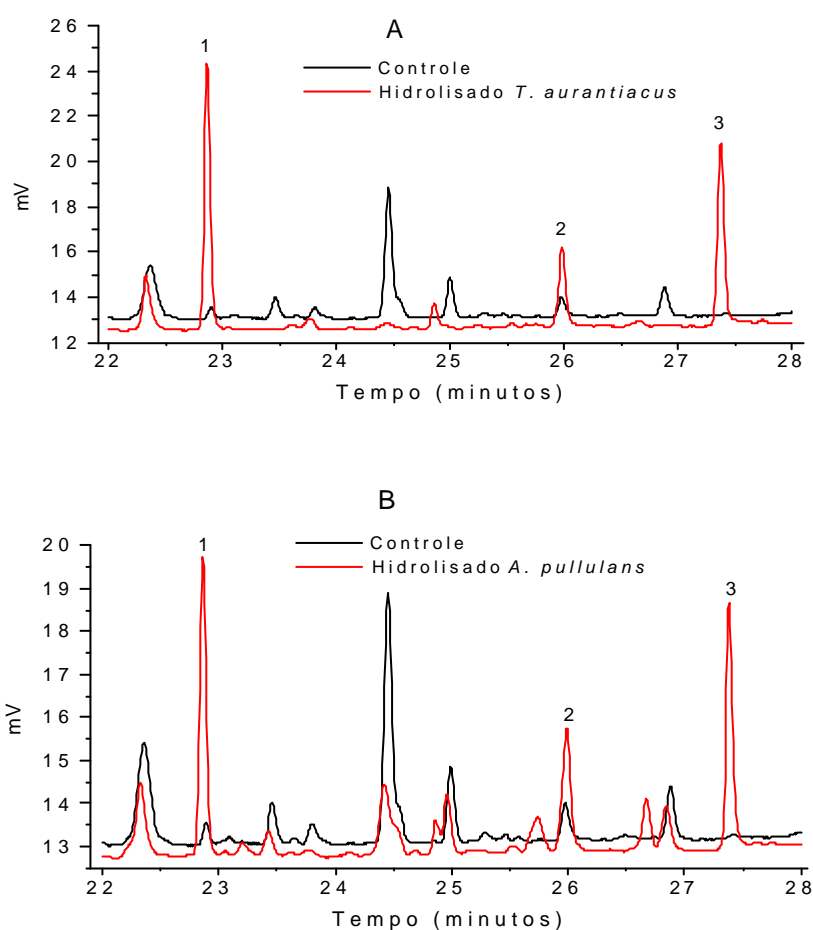 A
26
24
22
20
18
16
14
12
mV
1
2
3
Controle
Hidrolisado T. aurantiacus
22 23 24 25 26 27 28
Tempo (minutos)
B
20
19
18
17
16
15
14
13
mV
1
2
3
Controle
Hidrolisado A. pullulans
22 23 24 25 26 27 28
Tempo (minutos)